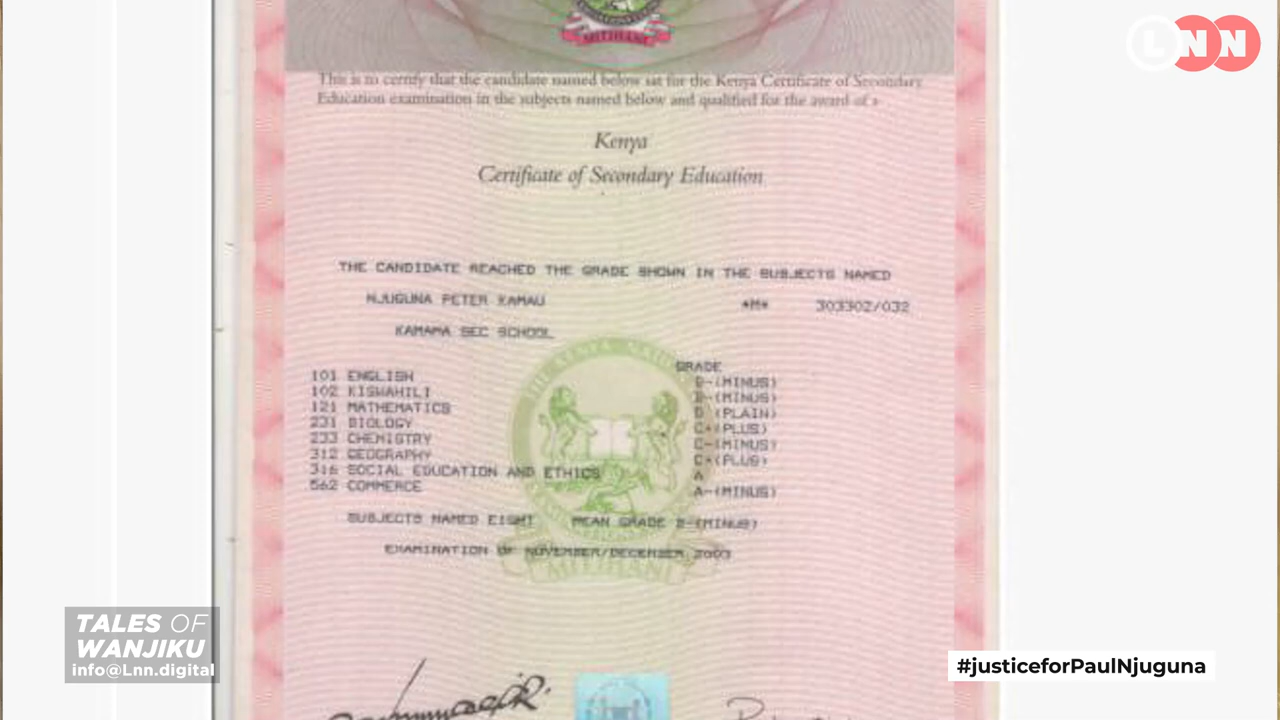 LNN
MTIHANI
This is to certify that the candidate named below sat for the Kenya Certificate of Secondary
Education examination in the subjects named below and qualified for the award of a
Kenya
Certificate of Secondary Education
THE CANDIDATE REACHED THE GRADE SHOWN IN THE SUBJECTS NAMED
NJUGUNA PETER KAMAU *M* 303302/032
KAMAMA SEC SCHOOL
GRADE
101 ENGLISH B-(MINUS)
102 KISWAHILI B-(MINUS)
121 MATHEMATICS D (PLAIN)
231 BIOLOGY C+(PLUS)
233 CHEMISTRY C-(MINUS)
312 GEOGRAPHY C+(PLUS)
316 SOCIAL EDUCATION AND ETHICS A
562 COMMERCE A-(MINUS)
SUBJECTS NAMED EIGHT MEAN GRADE B-(MINUS)
EXAMINATION OF NOVEMBER/DECEMBER 2003
MTIHANI
TALES OF
WANJIKU
info@Lnn.digital
#justiceforPaulNjuguna